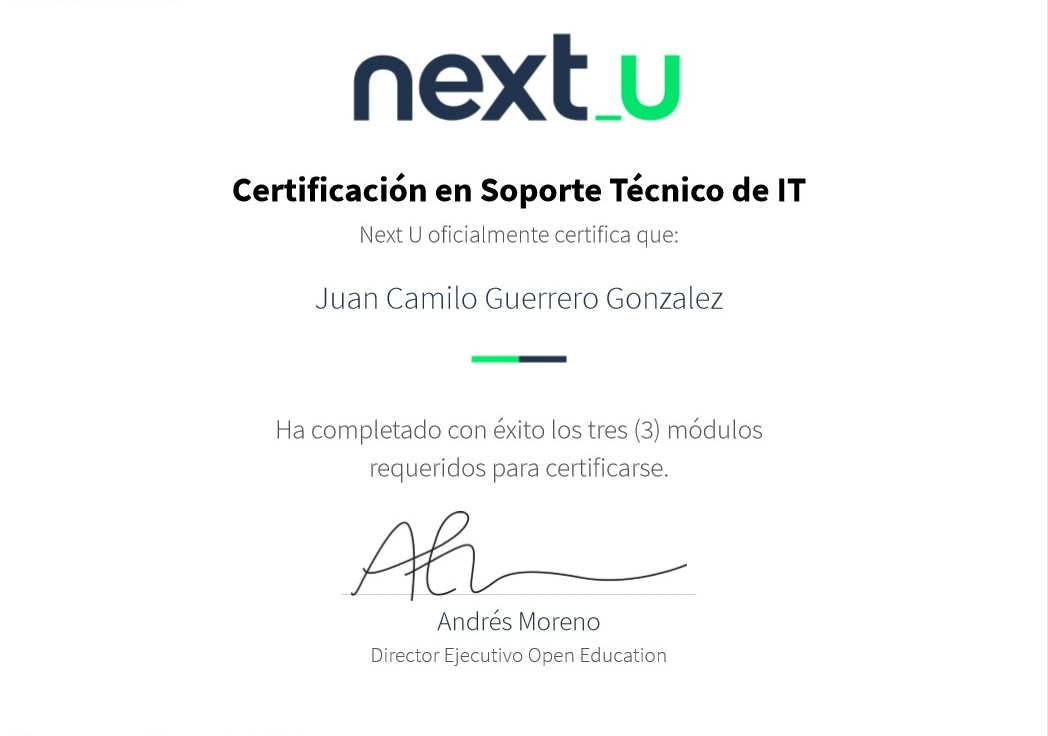 next_U
Certificación en Soporte Técnico de IT
Next U oficialmente certifica que:
Juan Camilo Guerrero Gonzalez
Ha completado con éxito los tres (3) módulos
requeridos para certificarse.
Andrés Moreno
Director Ejecutivo Open Education